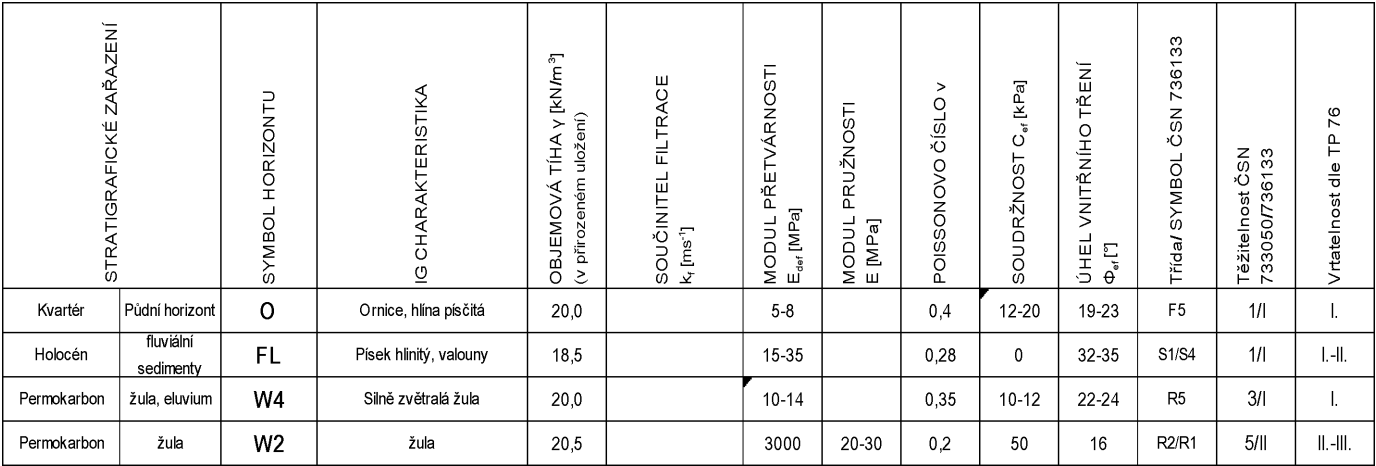 STRATIGRAFICKÉ ZAŘAZENÍ
SYMBOL HORIZONTU
IG CHARAKTERISTIKA
OBJEMOVÁ TÍHA γ [kN/m³]
(v přirozeném uložení)
SOUČINITEL FILTRACE
kf [ms⁻¹]
MODUL PŘETVÁRNOSTI
Edef [MPa]
MODUL PRUŽNOSTI
E [MPa]
POISSONOVO ČÍSLO ν
SOUDRŽNOST Cef [kPa]
ÚHEL VNITŘNÍHO TŘENÍ
Φef [°]
Třída/ SYMBOL ČSN 736133
Těžitelnost ČSN
733050/736133
Vrtatelnost dle TP 76
Kvartér Půdní horizont O Ornice, hlína písčitá 20,0 5-8 0,4 12-20 19-23 F5 1/I I.
Holocén fluviální sedimenty FL Písek hlinitý, valouny 18,5 15-35 0,28 0 32-35 S1/S4 1/I I.-II.
Permokarbon žula, eluvium W4 Silně zvětralá žula 20,0 10-14 0,35 10-12 22-24 R5 3/I I.
Permokarbon žula W2 žula 20,5 3000 20-30 0,2 50 16 R2/R1 5/II II.-III.